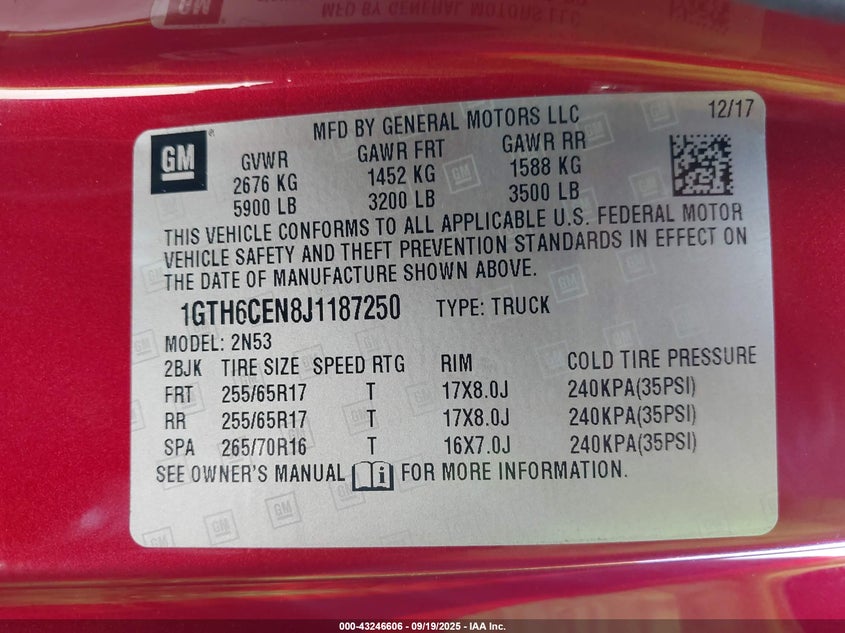 MFD BY GENERAL MOTORS LLC
12/17
GM
GVWR GAWR FRT GAWR RR
2676 KG 1452 KG 1588 KG
5900 LB 3200 LB 3500 LB
THIS VEHICLE CONFORMS TO ALL APPLICABLE U.S. FEDERAL MOTOR
VEHICLE SAFETY AND THEFT PREVENTION STANDARDS IN EFFECT ON
THE DATE OF MANUFACTURE SHOWN ABOVE.
1GTH6CEN8J1187250 TYPE: TRUCK
MODEL: 2N53
2BJK TIRE SIZE SPEED RTG RIM COLD TIRE PRESSURE
FRT 255/65R17 T 17X8.0J 240KPA(35PSI)
RR 255/65R17 T 17X8.0J 240KPA(35PSI)
SPA 265/70R16 T 16X7.0J 240KPA(35PSI)
SEE OWNER'S MANUAL FOR MORE INFORMATION.
000-43246606 - 09/19/2025 - IAA Inc.